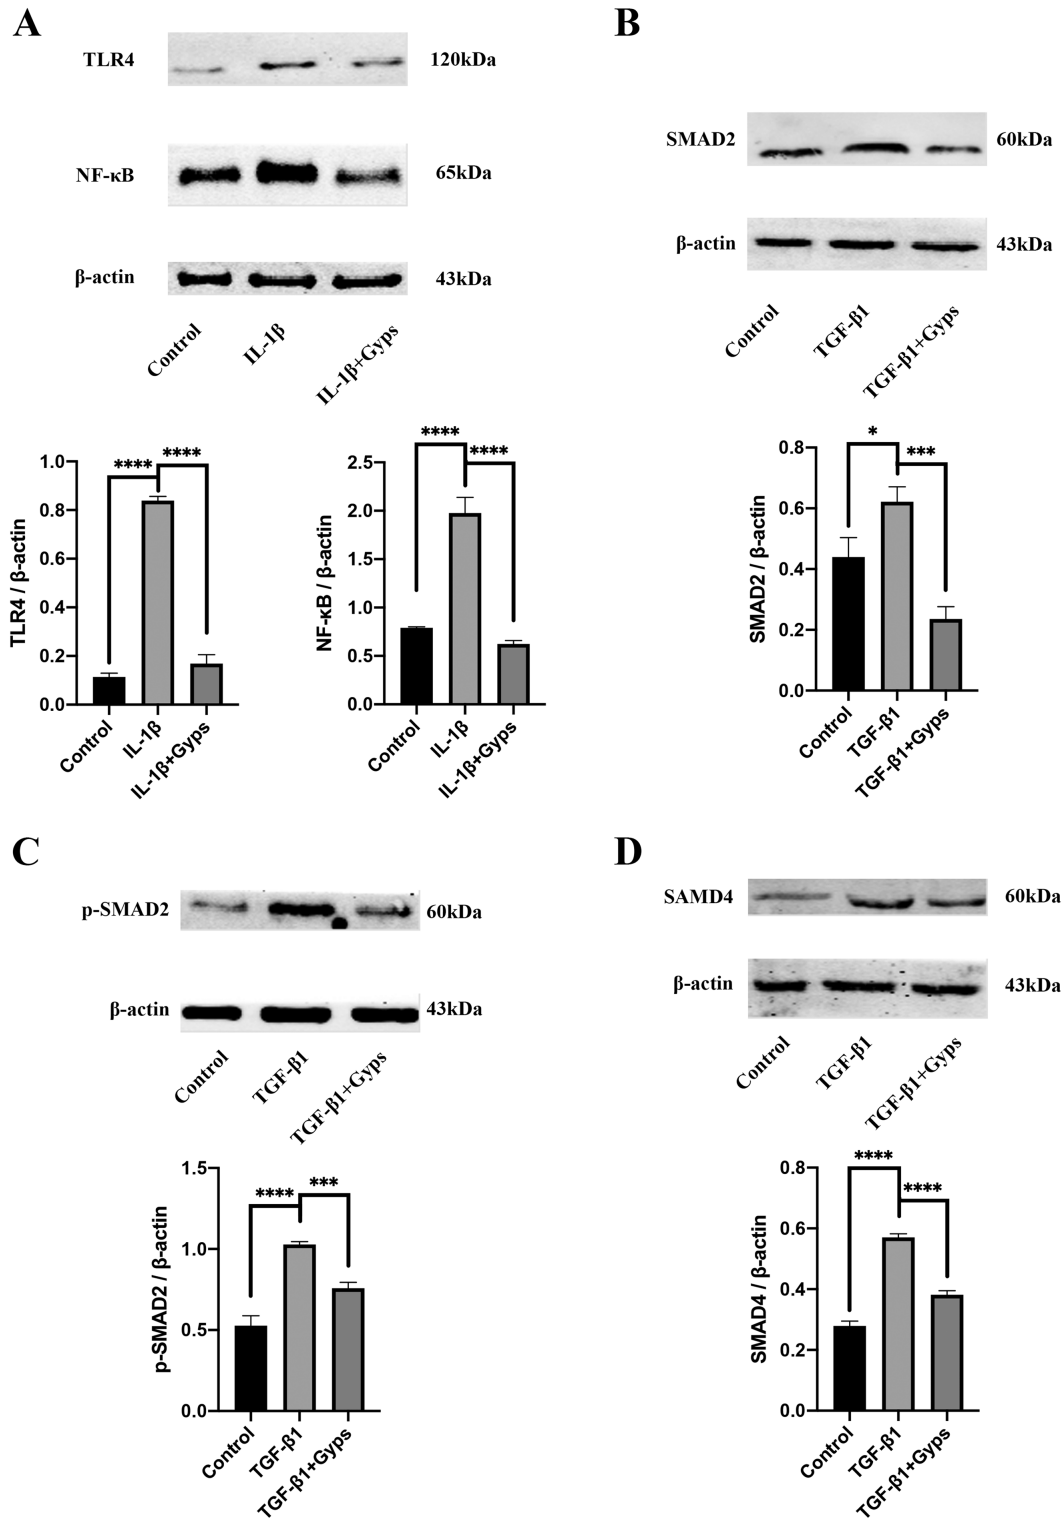 A
TLR4
120kDa
NF-κB
65kDa
β-actin
43kDa
Control
IL-1β
IL-1β+Gyps
TLR4 / β-actin
1.0
0.8
0.6
0.4
0.2
0.0
****
****
Control
IL-1β
IL-1β+Gyps
NF-κB / β-actin
2.5
2.0
1.5
1.0
0.5
0.0
****
****
Control
IL-1β
IL-1β+Gyps
B
SMAD2
60kDa
β-actin
43kDa
Control
TGF-β1
TGF-β1+Gyps
SMAD2 / β-actin
0.8
0.6
0.4
0.2
0.0
*
***
Control
TGF-β1
TGF-β1+Gyps
C
p-SMAD2
60kDa
β-actin
43kDa
Control
TGF-β1
TGF-β1+Gyps
p-SMAD2 / β-actin
1.5
1.0
0.5
0.0
****
***
Control
TGF-β1
TGF-β1+Gyps
D
SAMD4
60kDa
β-actin
43kDa
Control
TGF-β1
TGF-β1+Gyps
SMAD4 / β-actin
0.8
0.6
0.4
0.2
0.0
****
****
Control
TGF-β1
TGF-β1+Gyps